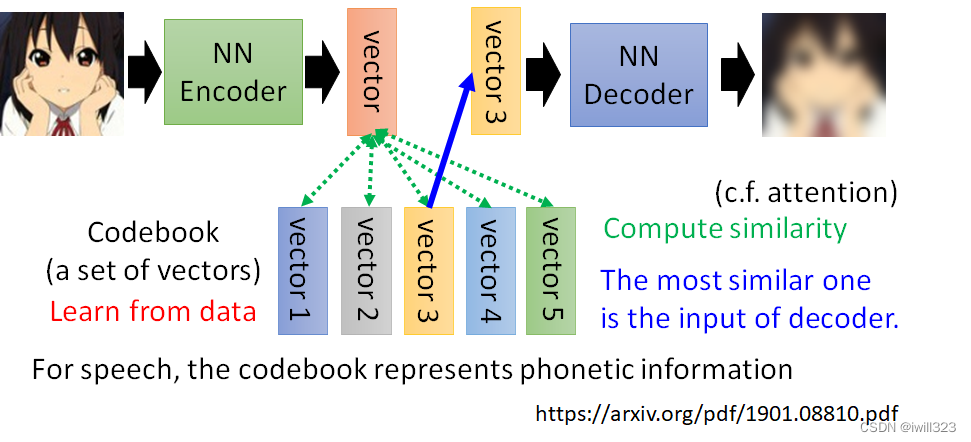 NN
Encoder
vector
vector 3
NN
Decoder
(c.f. attention)
Compute similarity
Codebook
(a set of vectors)
Learn from data
vector 1
vector 2
vector 3
vector 4
vector 5
The most similar one
is the input of decoder.
For speech, the codebook represents phonetic information
https://arxiv.org/pdf/1901.08810.pdf
CSDN @iwill323